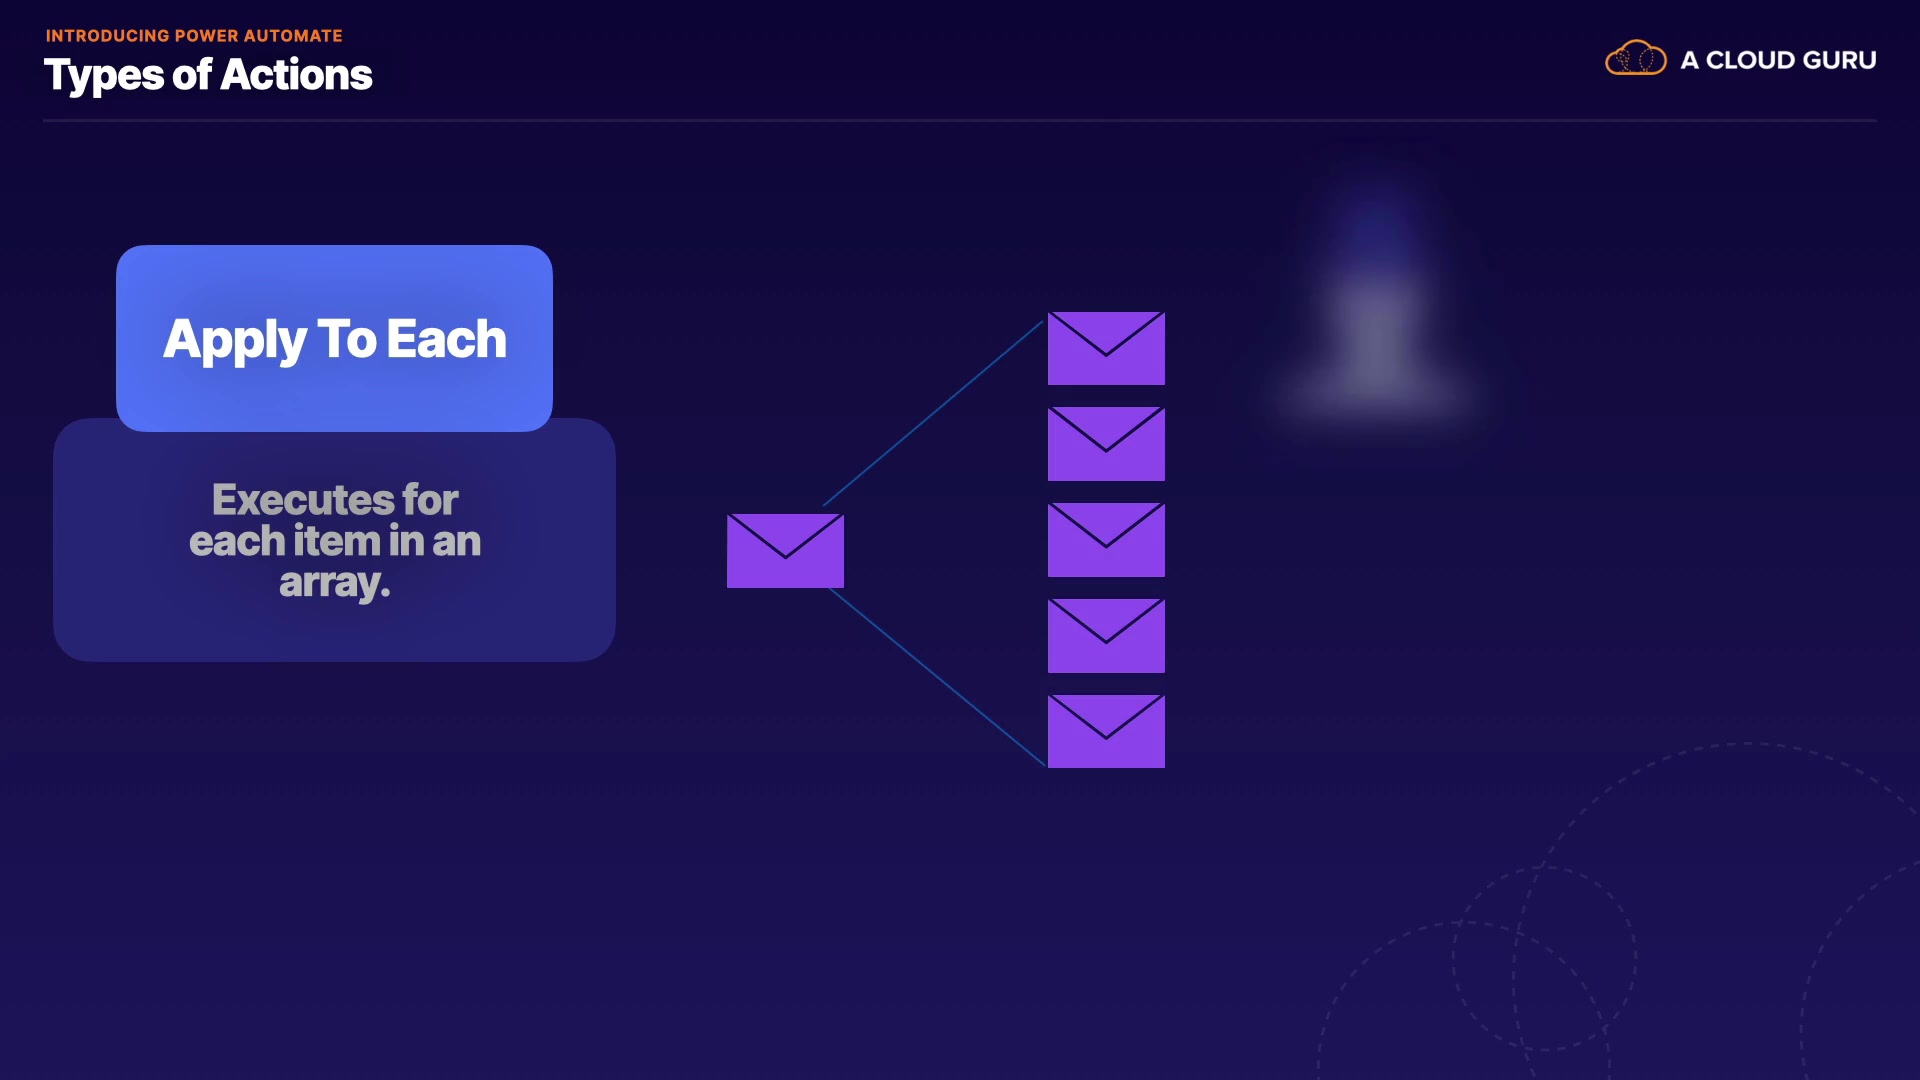 INTRODUCING POWER AUTOMATE
Types of Actions
A CLOUD GURU
Apply To Each
Executes for
each item in an
array.